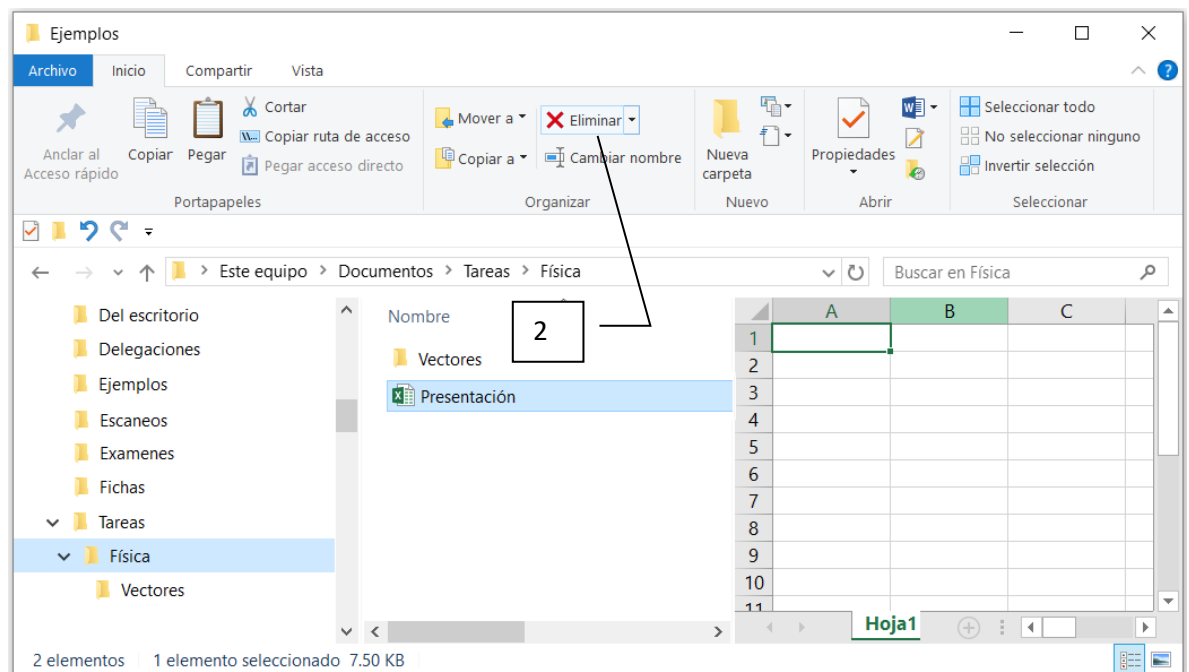 Ejemplos
Archivo Inicio Compartir Vista
Anclar al
Acceso rápido
Copiar
Pegar
Cortar
Copiar ruta de acceso
Pegar acceso directo
Portapapeles
Mover a
Copiar a
Eliminar
Cambiar nombre
Organizar
Nueva
carpeta
Nuevo
Propiedades
Abrir
Seleccionar todo
No seleccionar ninguno
Invertir selección
Seleccionar
Este equipo > Documentos > Tareas > Física
Buscar en Física
Del escritorio
Delegaciones
Ejemplos
Escaneos
Examenes
Fichas
Tareas
Física
Vectores
Nombre
Vectores
Presentación
2
A B C
1
2
3
4
5
6
7
8
9
10
11
Hoja1
2 elementos 1 elemento seleccionado 7.50 KB